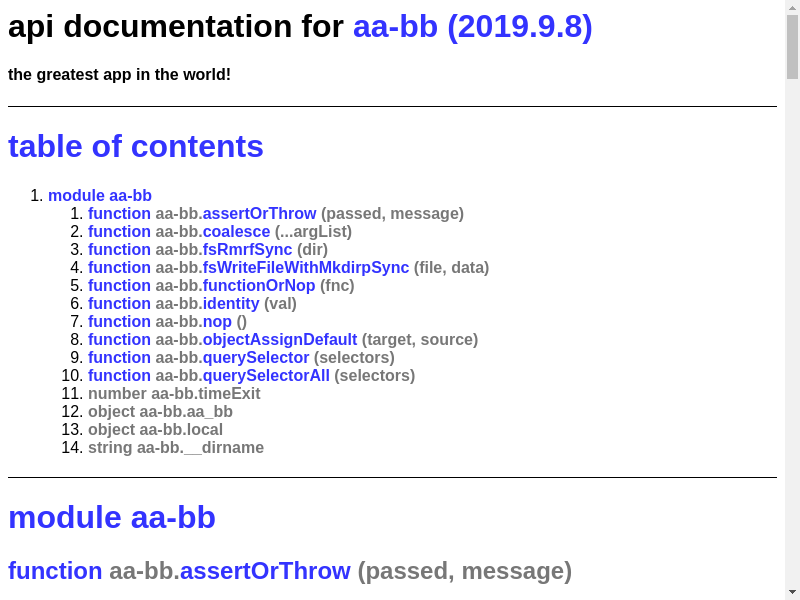 api documentation for aa-bb (2019.9.8)
the greatest app in the world!
table of contents
1. module aa-bb
1. function aa-bb.assertOrThrow (passed, message)
2. function aa-bb.coalesce (...argList)
3. function aa-bb.fsRmrfSync (dir)
4. function aa-bb.fsWriteFileWithMkdirpSync (file, data)
5. function aa-bb.functionOrNop (fnc)
6. function aa-bb.identity (val)
7. function aa-bb.nop ()
8. function aa-bb.objectAssignDefault (target, source)
9. function aa-bb.querySelector (selectors)
10. function aa-bb.querySelectorAll (selectors)
11. number aa-bb.timeExit
12. object aa-bb.aa_bb
13. object aa-bb.local
14. string aa-bb.__dirname
module aa-bb
function aa-bb.assertOrThrow (passed, message)